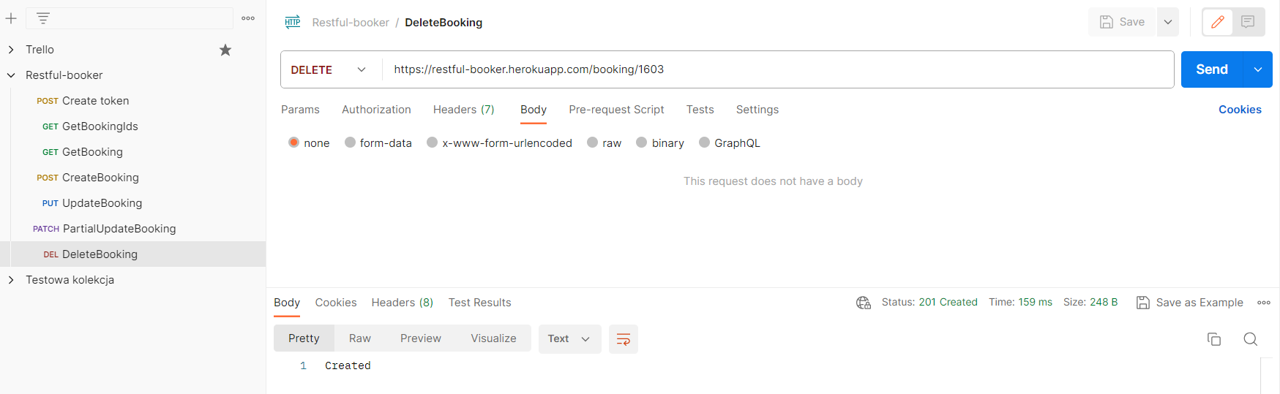 HTTP Restful-booker / DeleteBooking Save
Trello
Restful-booker
POST Create token
GET GetBookingIds
GET GetBooking
POST CreateBooking
PUT UpdateBooking
PATCH PartialUpdateBooking
DEL DeleteBooking
Testowa kolekcja
DELETE https://restful-booker.herokuapp.com/booking/1603 Send
Params Authorization Headers (7) Body Pre-request Script Tests Settings Cookies
none form-data x-www-form-urlencoded raw binary GraphQL
This request does not have a body
Body Cookies Headers (8) Test Results Status: 201 Created Time: 159 ms Size: 248 B Save as Example
Pretty Raw Preview Visualize Text
1 Created